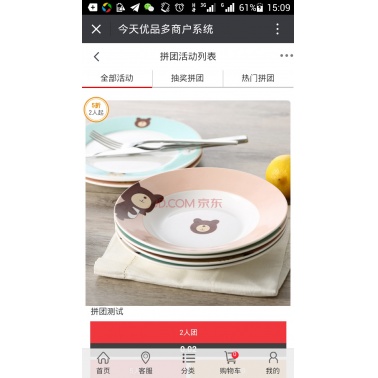 61% 15:09
今天优品多商户系统
拼团活动列表
全部活动 抽奖拼团 热门拼团
5折
2人起
JD.COM 京东
拼团测试
2人团
首页 客服 分类 购物车 我的